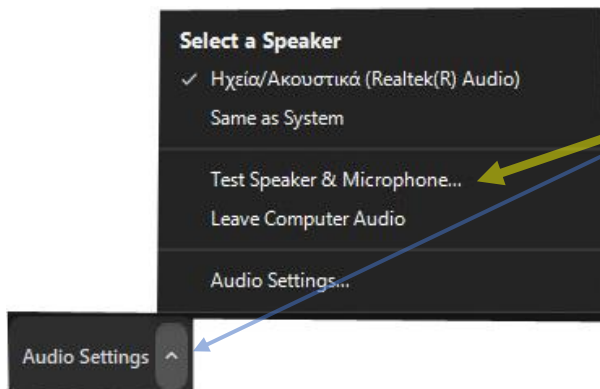 Select a Speaker
Ηχεία/Ακουστικά (Realtek(R) Audio)
Same as System
Test Speaker & Microphone...
Leave Computer Audio
Audio Settings...
Audio Settings